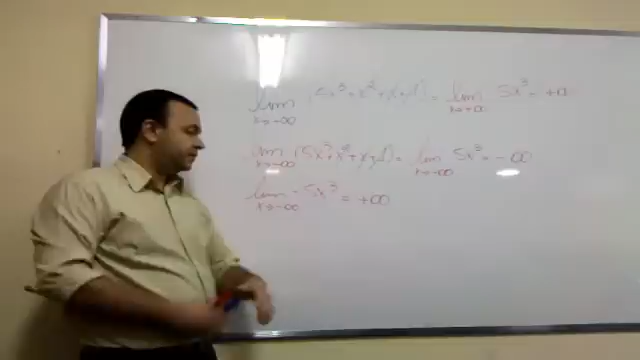 lim x→+∞ (5x³+x²+x+1) = lim x→+∞ 5x³ = +∞
lim x→-∞ (5x³+x²+x+1) = lim x→-∞ 5x³ = -∞
lim x→-∞ -5x³ = +∞